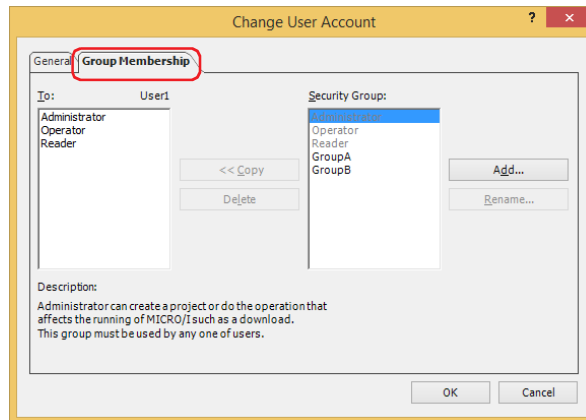 Change User Account
?
General
Group Membership
To:
User1
Security Group:
Administrator
Operator
Reader
Administrator
Operator
Reader
GroupA
GroupB
<< Copy
Delete
Add...
Rename...
Description:
Administrator can create a project or do the operation that
affects the running of MICRO/I such as a download.
This group must be used by any one of users.
OK
Cancel